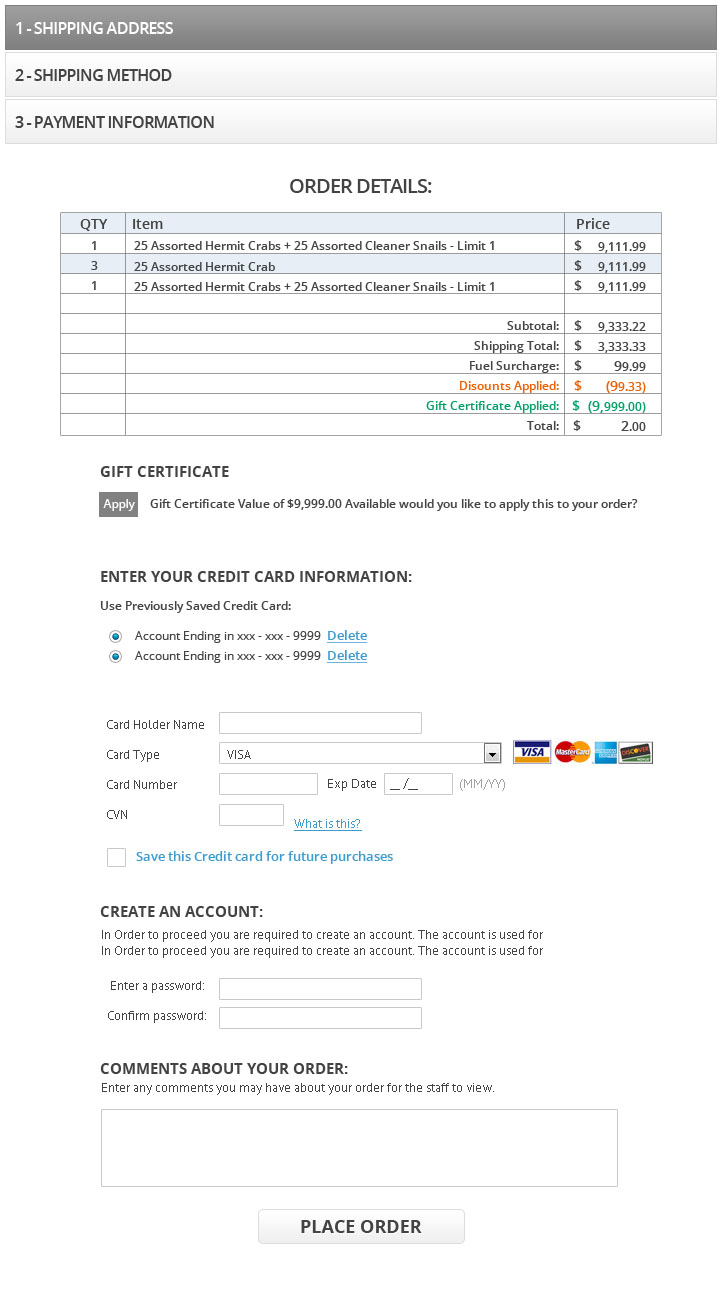 1 - SHIPPING ADDRESS
2 - SHIPPING METHOD
3 - PAYMENT INFORMATION
ORDER DETAILS:
QTY Item Price
1 25 Assorted Hermit Crabs + 25 Assorted Cleaner Snails - Limit 1 $ 9,111.99
3 25 Assorted Hermit Crab $ 9,111.99
1 25 Assorted Hermit Crabs + 25 Assorted Cleaner Snails - Limit 1 $ 9,111.99
Subtotal: $ 9,333.22
Shipping Total: $ 3,333.33
Fuel Surcharge: $ 99.99
Disounts Applied: $ (99.33)
Gift Certificate Applied: $ (9,999.00)
Total: $ 2.00
GIFT CERTIFICATE
Apply Gift Certificate Value of $9,999.00 Available would you like to apply this to your order?
ENTER YOUR CREDIT CARD INFORMATION:
Use Previously Saved Credit Card:
Account Ending in xxx - xxx - 9999 Delete
Account Ending in xxx - xxx - 9999 Delete
Card Holder Name
Card Type VISA VISA MasterCard AMERICAN EXPRESS DISCOVER
Card Number Exp Date __ /__ (MM/YY)
CVN What is this?
Save this Credit card for future purchases
CREATE AN ACCOUNT:
In Order to proceed you are required to create an account. The account is used for
In Order to proceed you are required to create an account. The account is used for
Enter a password:
Confirm password:
COMMENTS ABOUT YOUR ORDER:
Enter any comments you may have about your order for the staff to view.
PLACE ORDER